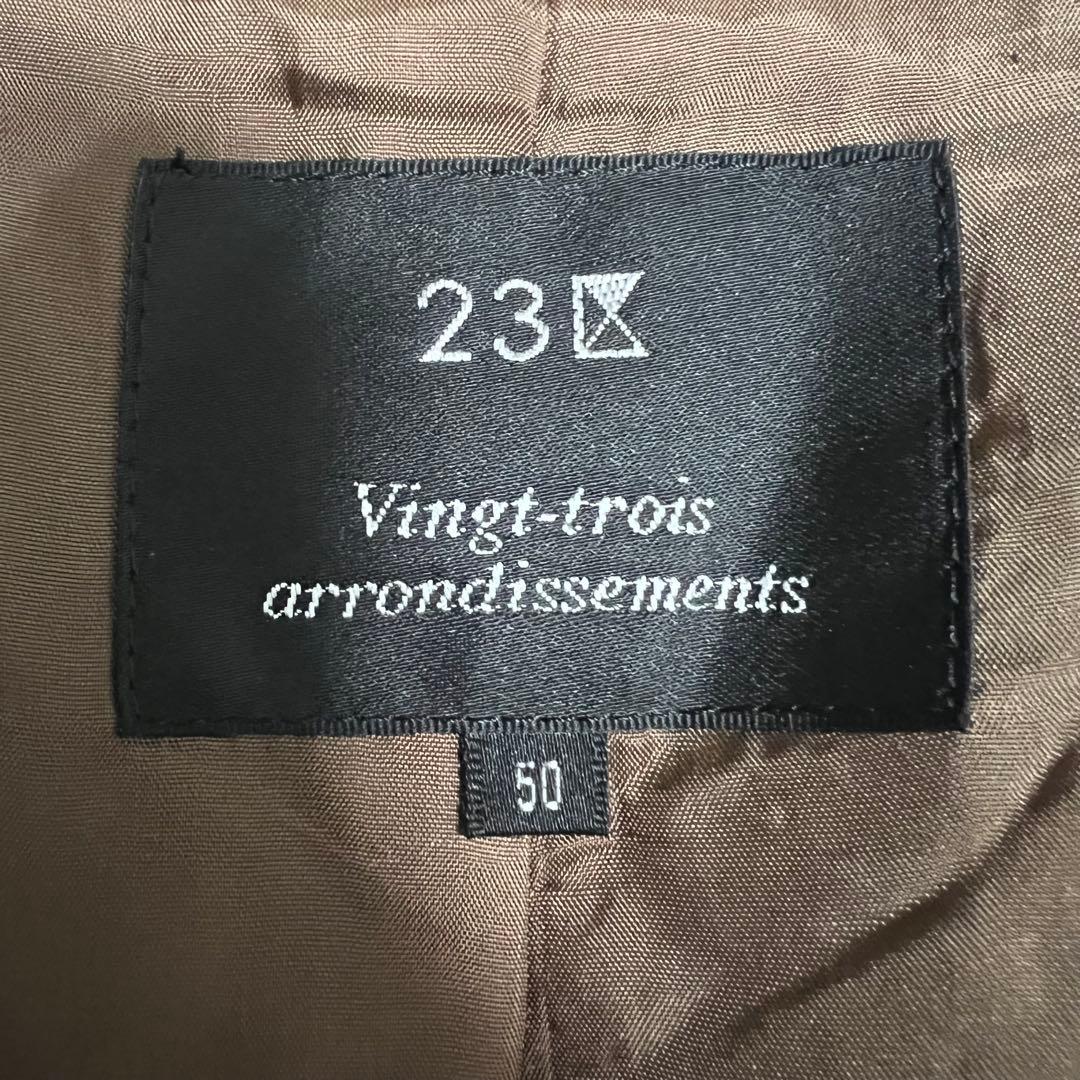 23区
Vingt-trois
arrondissements
50